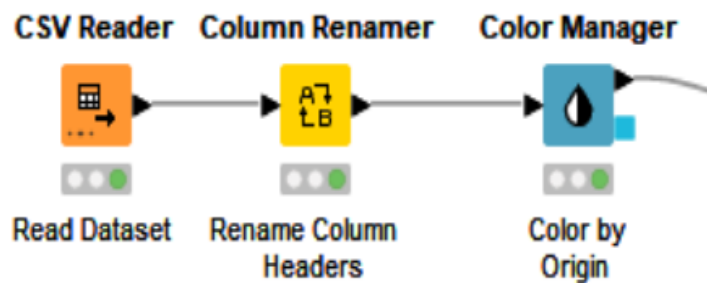 CSV Reader
Column Renamer
Color Manager
A
B
Read Dataset
Rename Column
Headers
Color by
Origin